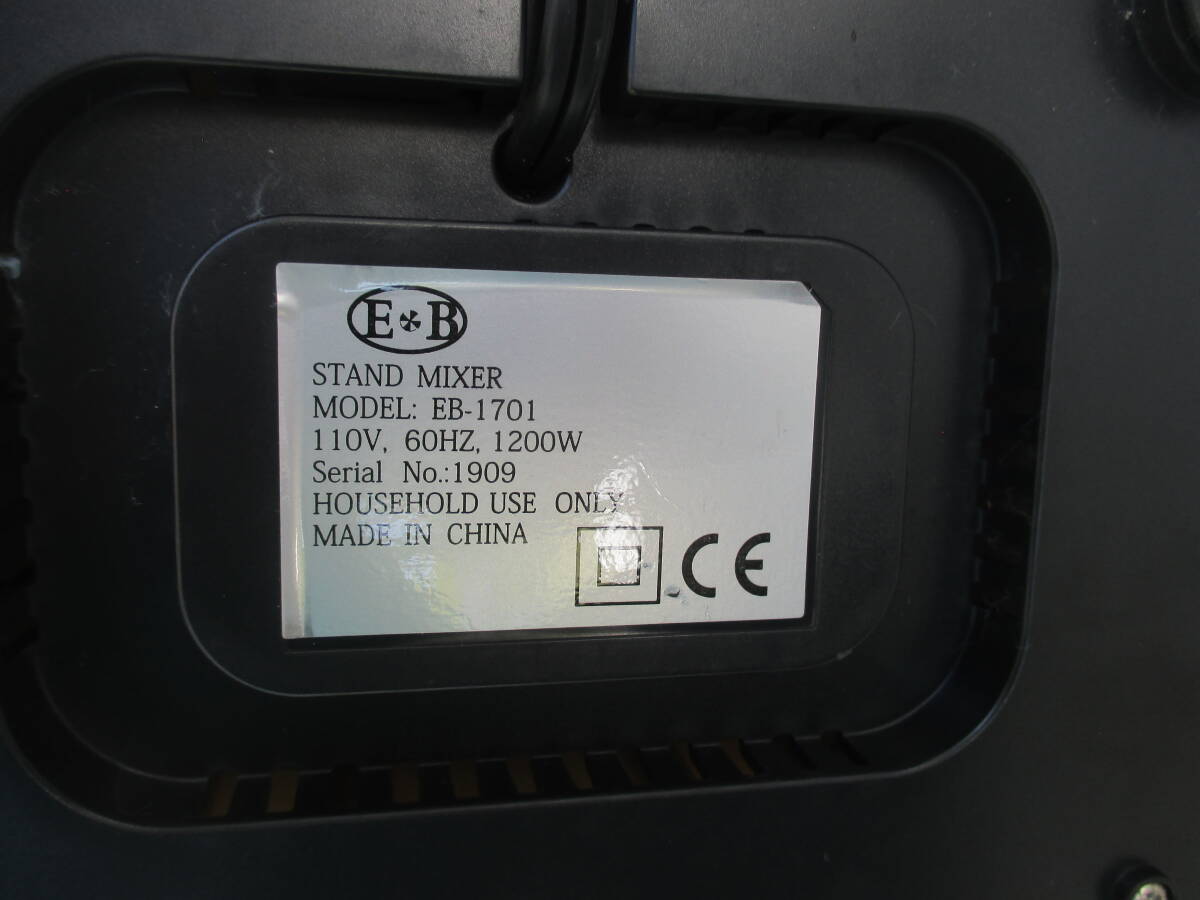 E B
STAND MIXER
MODEL: EB-1701
110V, 60HZ, 1200W
Serial No.:1909
HOUSEHOLD USE ONLY
MADE IN CHINA
CE